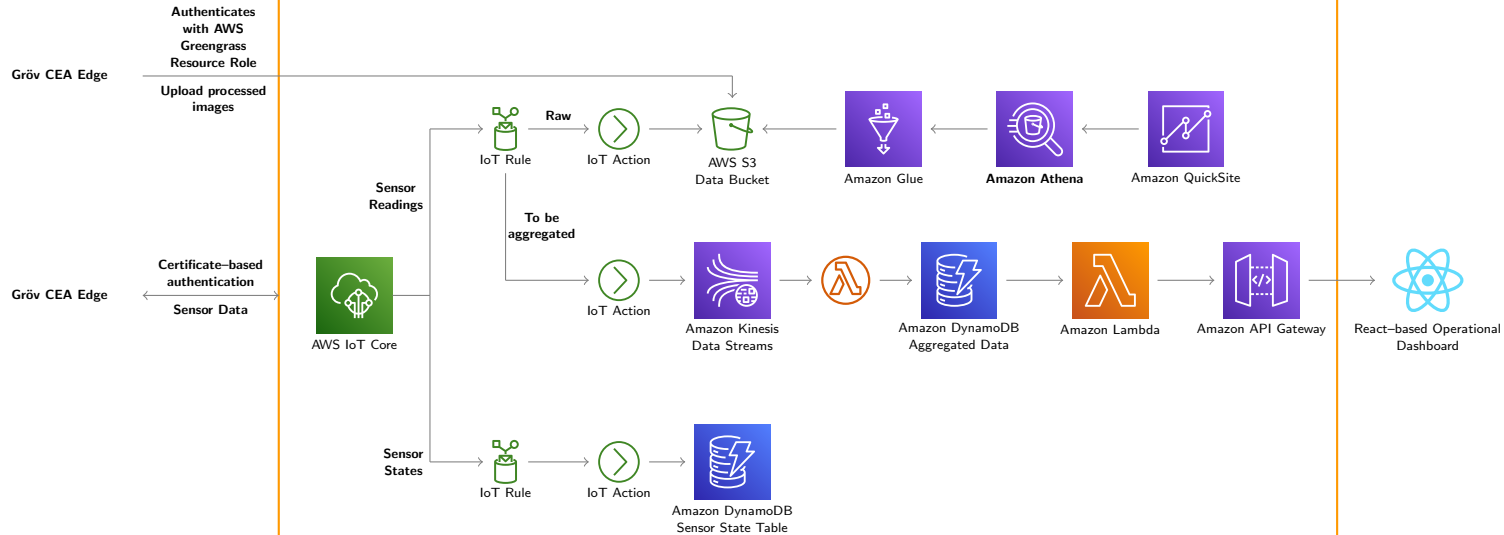 Authenticates
with AWS
Greengrass
Resource Role
Gröv CEA Edge
Upload processed
images
Raw
IoT Rule
IoT Action
AWS S3
Data Bucket
Amazon Glue
Amazon Athena
Amazon QuickSite
Sensor
Readings
To be
aggregated
Certificate–based
authentication
Gröv CEA Edge
Sensor Data
AWS IoT Core
IoT Action
Amazon Kinesis
Data Streams
Amazon DynamoDB
Aggregated Data
Amazon Lambda
Amazon API Gateway
React–based Operational
Dashboard
Sensor
States
IoT Rule
IoT Action
Amazon DynamoDB
Sensor State Table